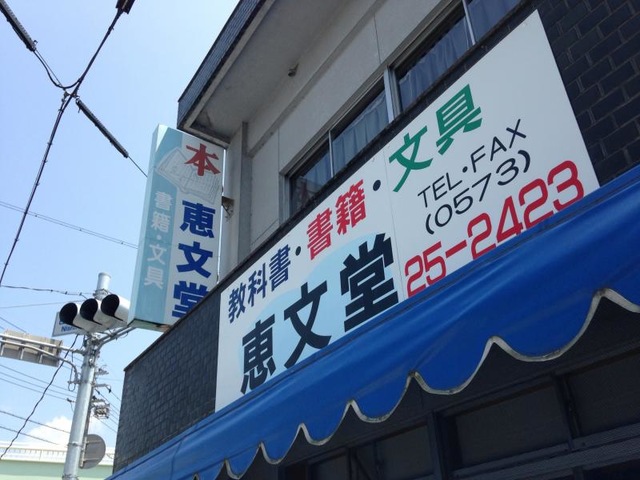 本
恵文堂
書籍・文具
教科書・書籍・文具
恵文堂
TEL・FAX
(0573)
25-2423